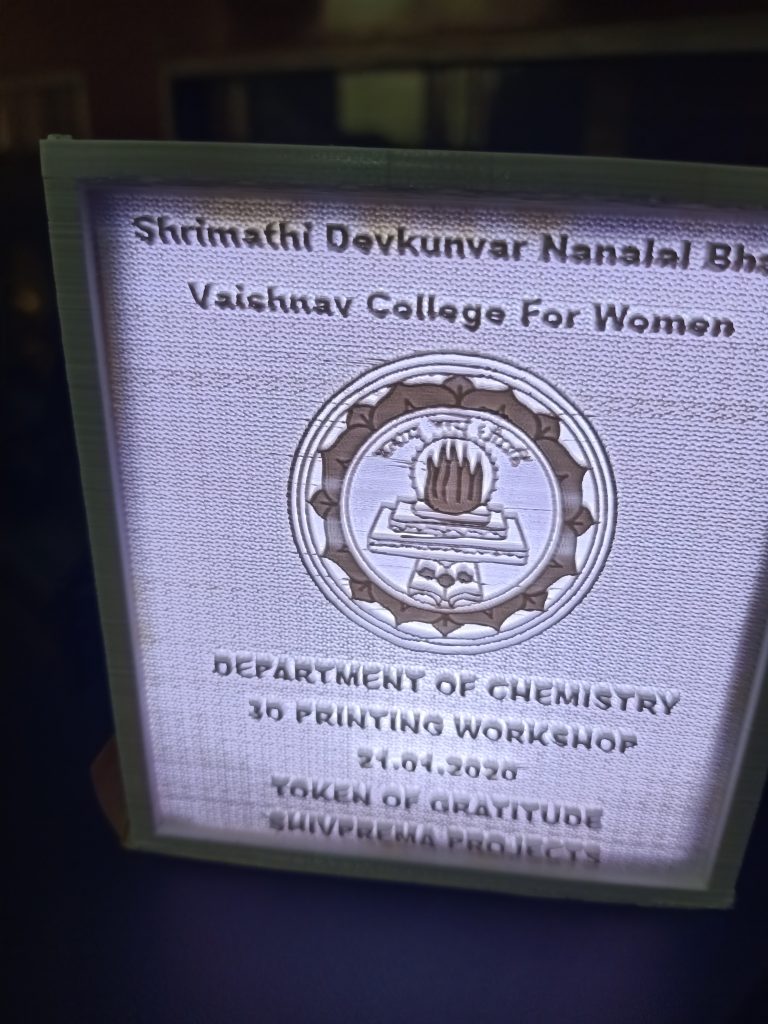 Shrimathi Devkunvar Nanalal Bha
Vaishnav College For Women
DEPARTMENT OF CHEMISTRY
3D PRINTING WORKSHOP
21.01.2020
TOKEN OF GRATITUDE
SHIVPREMA PROJECTS